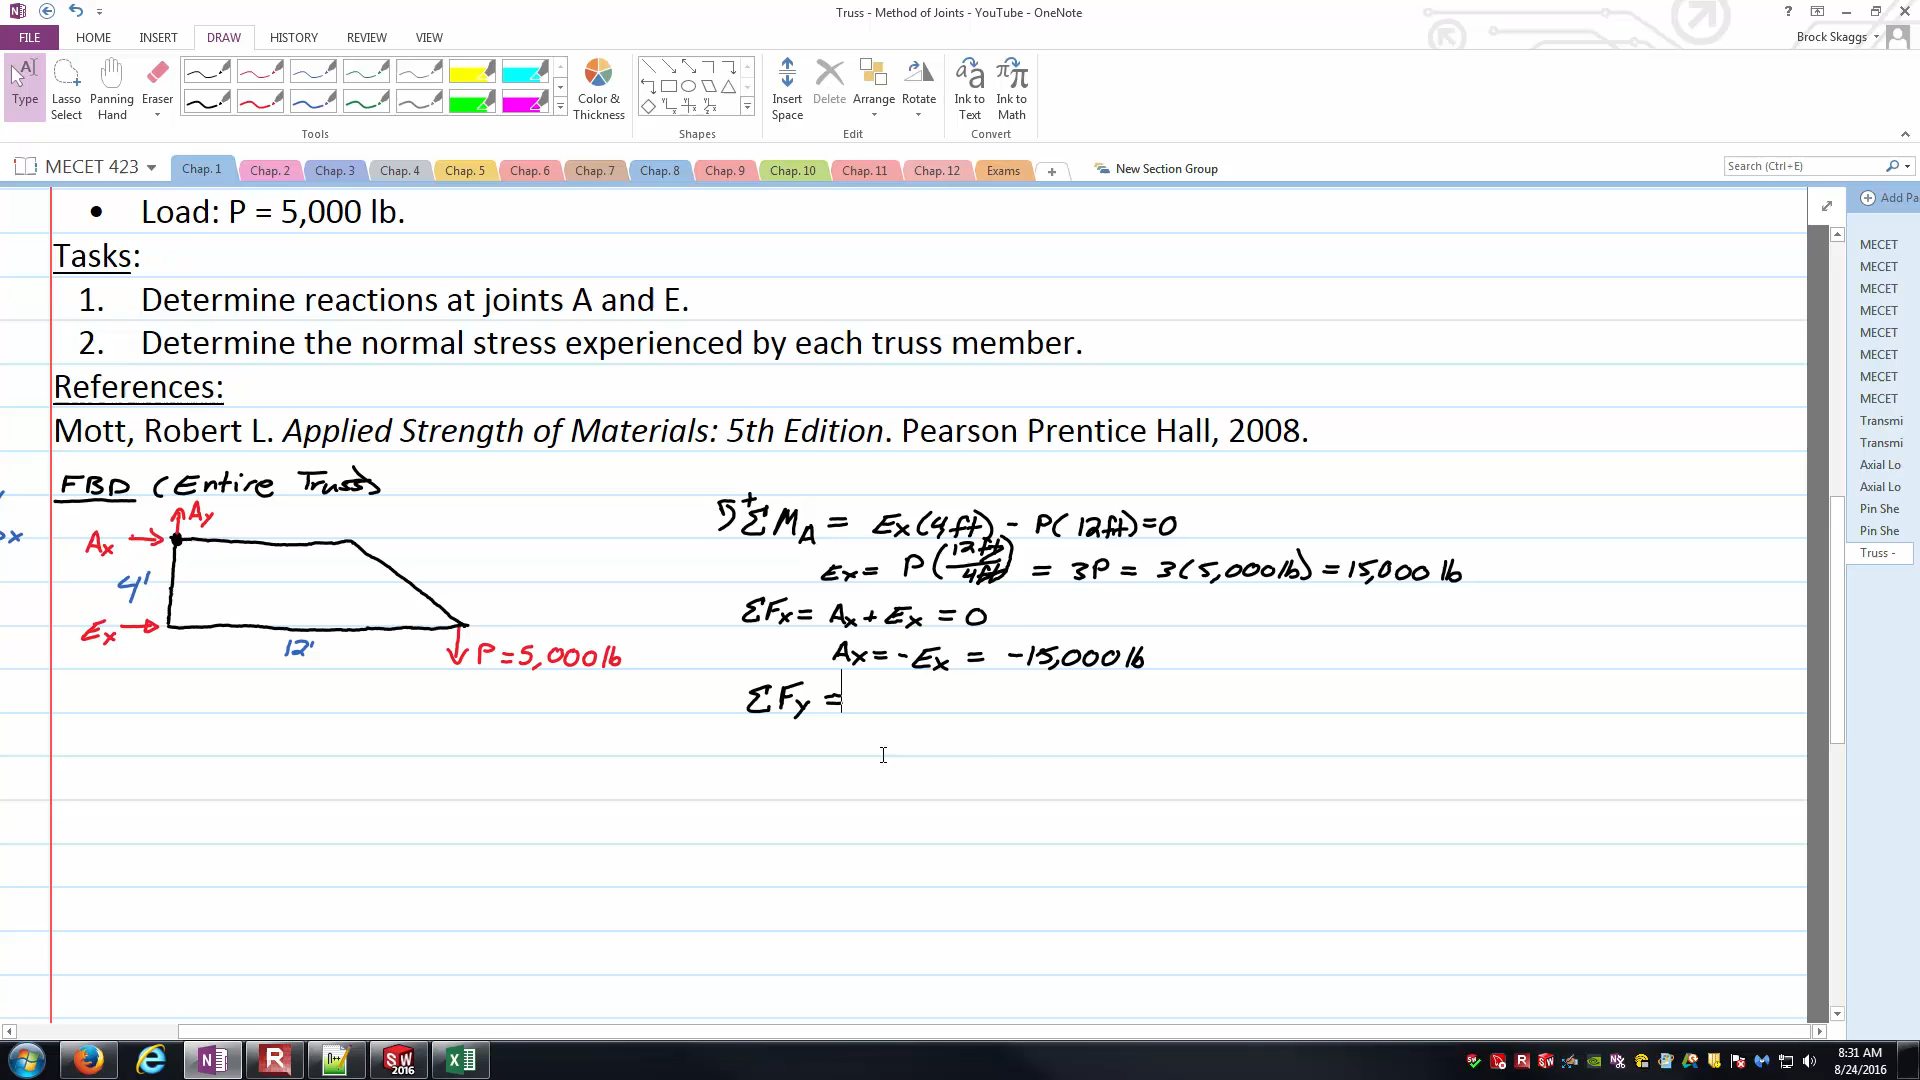 Truss - Method of Joints - YouTube - OneNote
FILE HOME INSERT DRAW HISTORY REVIEW VIEW
Brock Skaggs
Type
Lasso Select
Panning Hand
Eraser
Color & Thickness
Insert Space
Delete
Arrange
Rotate
Ink to Text
Ink to Math
Tools Shapes Edit Convert
MECET 423
Chap. 1 Chap. 2 Chap. 3 Chap. 4 Chap. 5 Chap. 6 Chap. 7 Chap. 8 Chap. 9 Chap. 10 Chap. 11 Chap. 12 Exams
New Section Group
Search (Ctrl+E)
Add Pa
MECET
MECET
MECET
MECET
MECET
MECET
MECET
MECET
Transmi
Transmi
Axial Lo
Axial Lo
Pin She
Pin She
Truss -
• Load: P = 5,000 lb.
Tasks:
1. Determine reactions at joints A and E.
2. Determine the normal stress experienced by each truss member.
References:
Mott, Robert L. Applied Strength of Materials: 5th Edition. Pearson Prentice Hall, 2008.
FBD (Entire Truss)
Ay
Ax
4'
Ex
12'
P = 5,000 lb
+ ΣMA = Ex(4ft) - P(12ft) = 0
Ex = P(12ft/4ft) = 3P = 3(5,000 lb) = 15,000 lb
ΣFx = Ax + Ex = 0
Ax = -Ex = -15,000 lb
ΣFy =
SW 2016
8:31 AM
8/24/2016